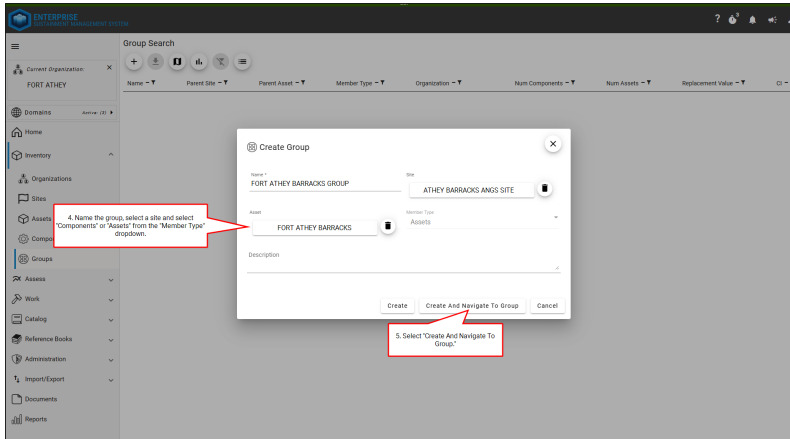 ENTERPRISE
SUSTAINMENT MANAGEMENT SYSTEM
?
3
Current Organization:
×
FORT ATHEY
Domains
Active: (3)
Home
Inventory
Organizations
Sites
Assets
Compo
Groups
Assess
Work
Catalog
Reference Books
Administration
Import/Export
Documents
Reports
Group Search
Name
Parent Site
Parent Asset
Member Type
Organization
Num Components
Num Assets
Replacement Value
CI
Create Group
×
Name *
FORT ATHEY BARRACKS GROUP
Site
ATHEY BARRACKS ANGS SITE
Asset
FORT ATHEY BARRACKS
Member Type
Assets
Description
Create
Create And Navigate To Group
Cancel
4. Name the group, select a site and select
"Components" or "Assets" from the "Member Type"
dropdown.
5. Select "Create And Navigate To
Group."